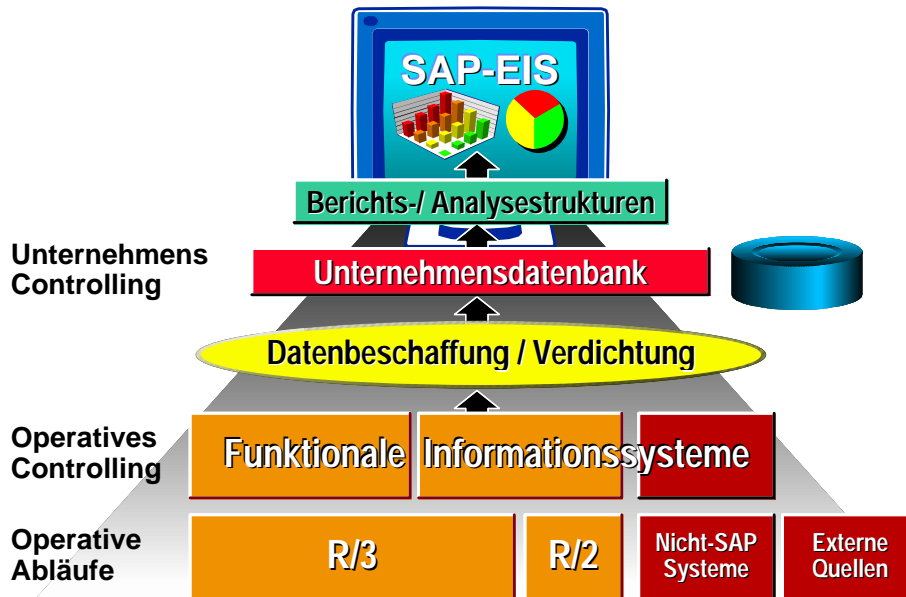 SAP-EIS
Berichts-/ Analysestrukturen
Unternehmens
Controlling
Unternehmensdatenbank
Datenbeschaffung / Verdichtung
Operatives
Controlling
Funktionale Informationssysteme
Operative
Abläufe
R/3
R/2
Nicht-SAP
Systeme
Externe
Quellen